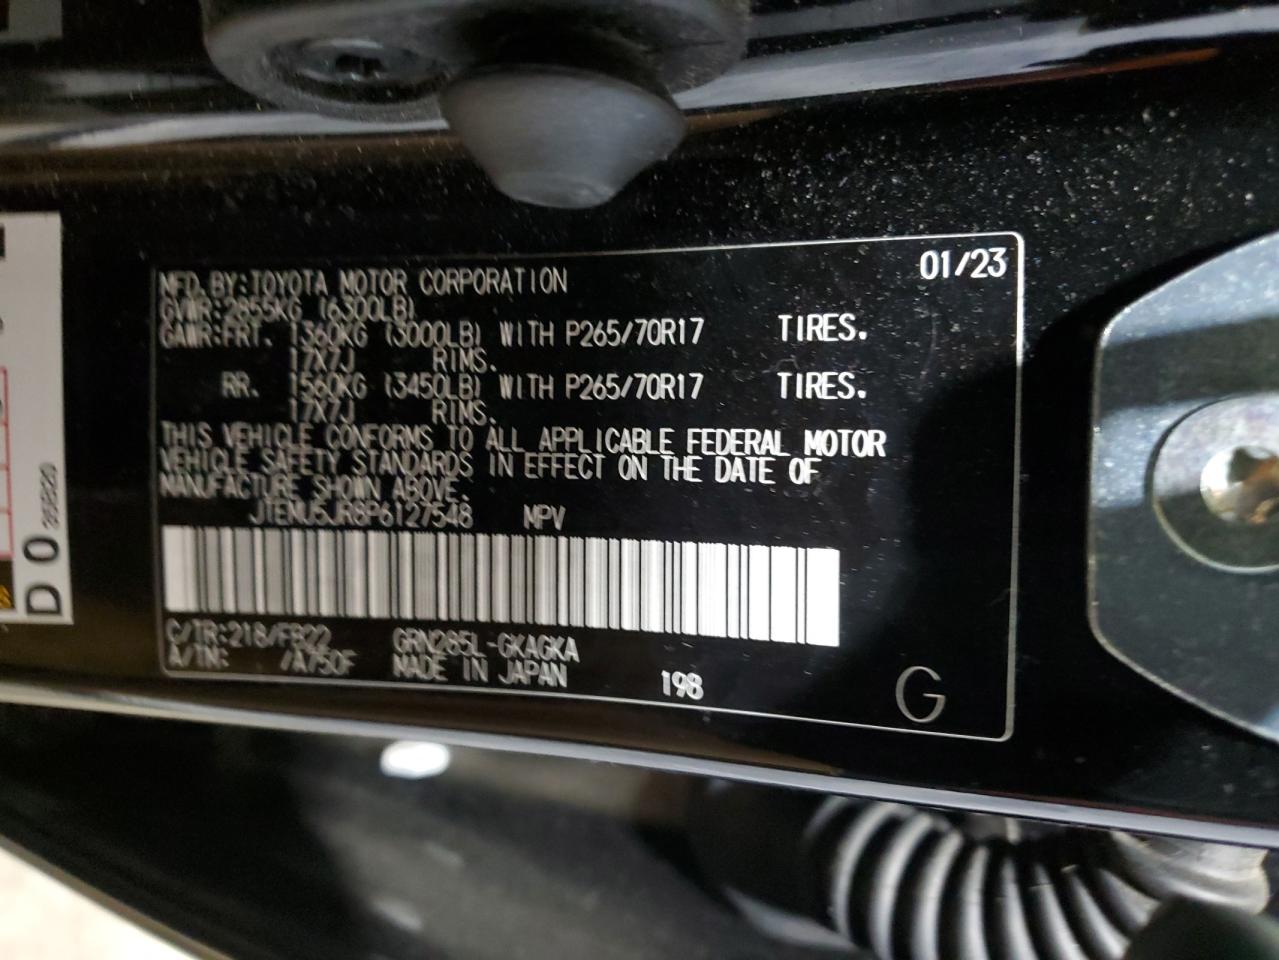 01/23
MFD.BY:TOYOTA MOTOR CORPORATION
GVWR:2855KG (6300LB)
GAWR:FRT. 1360KG (3000LB) WITH P265/70R17 TIRES.
17X7J RIMS.
RR. 1560KG (3450LB) WITH P265/70R17 TIRES.
17X7J RIMS.
THIS VEHICLE CONFORMS TO ALL APPLICABLE FEDERAL MOTOR
VEHICLE SAFETY STANDARDS IN EFFECT ON THE DATE OF
MANUFACTURE SHOWN ABOVE.
JTEMU5JR8P6127548 MPV
C/TR:218/FB22 GRN285L-GKAGKA
A/TM: /A750F MADE IN JAPAN
198
G
D0
35B20